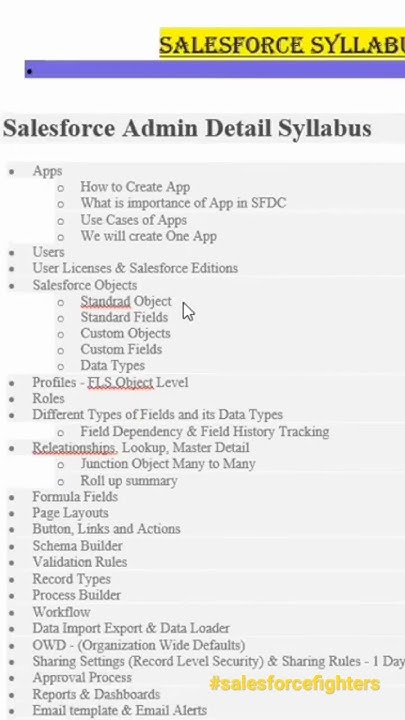 SALESFORCE SYLLABU
Salesforce Admin Detail Syllabus
Apps
How to Create App
What is importance of App in SFDC
Use Cases of Apps
We will create One App
Users
User Licenses & Salesforce Editions
Salesforce Objects
Standrad Object
Standard Fields
Custom Objects
Custom Fields
Data Types
Profiles - FLS Object Level
Roles
Different Types of Fields and its Data Types
Field Dependency & Field History Tracking
Releationships, Lookup, Master Detail
Junction Object Many to Many
Roll up summary
Formula Fields
Page Layouts
Button, Links and Actions
Schema Builder
Validation Rules
Record Types
Process Builder
Workflow
Data Import Export & Data Loader
OWD - (Organization Wide Defaults)
Sharing Settings (Record Level Security) & Sharing Rules - 1 Day
Approval Process
Reports & Dashboards
Email template & Email Alerts
#salesforcefighters